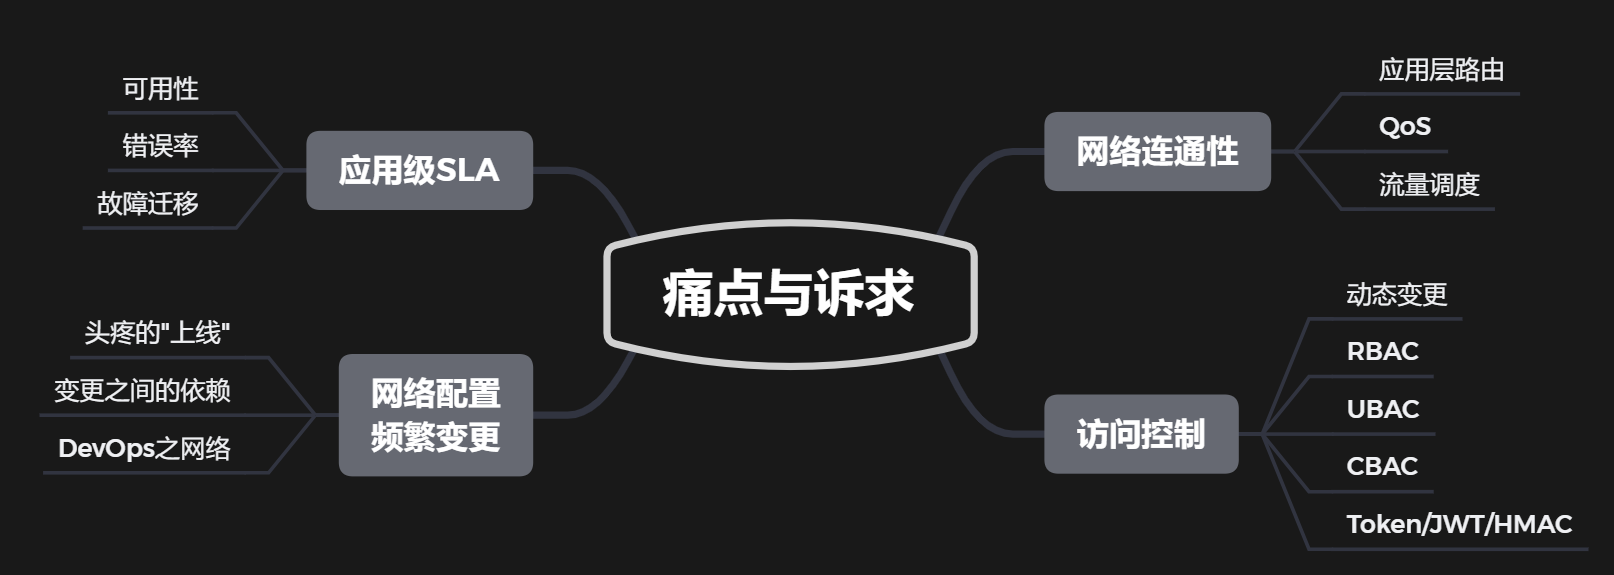 痛点与诉求
网络连通性
应用层路由
QoS
流量调度
访问控制
动态变更
RBAC
UBAC
CBAC
Token/JWT/HMAC
应用级SLA
可用性
错误率
故障迁移
网络配置
频繁变更
头疼的"上线"
变更之间的依赖
DevOps之网络